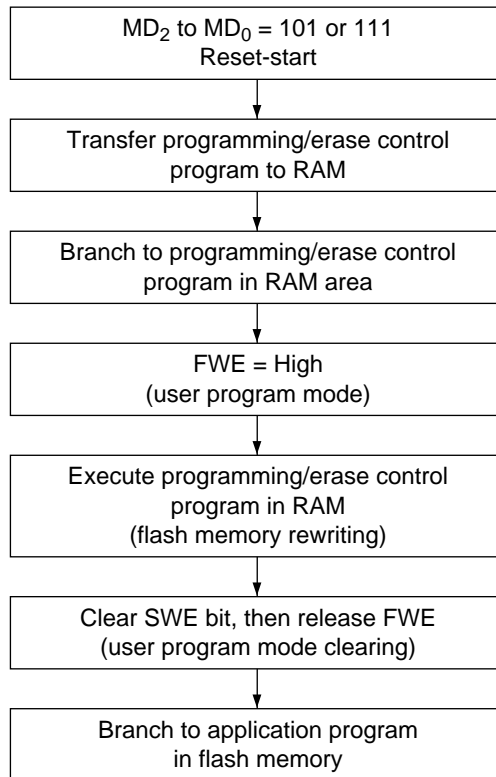 MD₂ to MD₀ = 101 or 111
Reset-start
Transfer programming/erase control
program to RAM
Branch to programming/erase control
program in RAM area
FWE = High
(user program mode)
Execute programming/erase control
program in RAM
(flash memory rewriting)
Clear SWE bit, then release FWE
(user program mode clearing)
Branch to application program
in flash memory